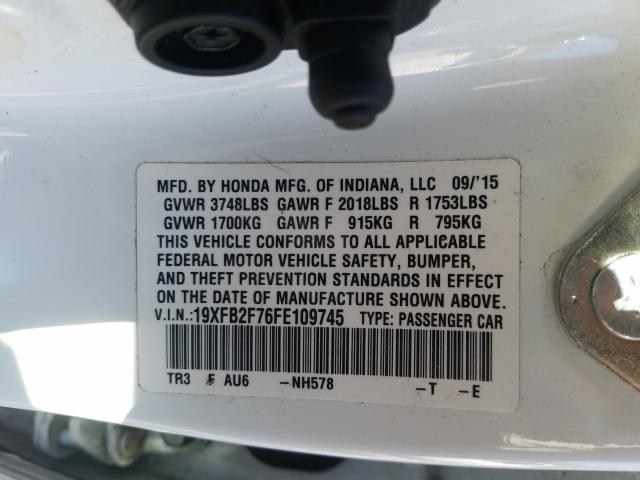 MFD. BY HONDA MFG. OF INDIANA, LLC 09/'15
GVWR 3748LBS GAWR F 2018LBS R 1753LBS
GVWR 1700KG GAWR F 915KG R 795KG
THIS VEHICLE CONFORMS TO ALL APPLICABLE
FEDERAL MOTOR VEHICLE SAFETY, BUMPER,
AND THEFT PREVENTION STANDARDS IN EFFECT
ON THE DATE OF MANUFACTURE SHOWN ABOVE.
V.I.N.:19XFB2F76FE109745 TYPE: PASSENGER CAR
TR3 F AU6 -NH578 -T -E